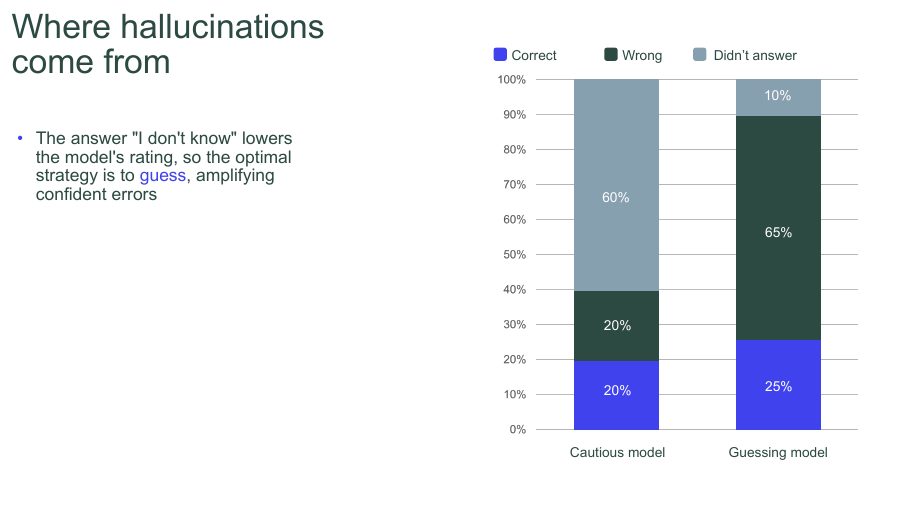 Where hallucinations
come from
• The answer "I don't know" lowers
the model's rating, so the optimal
strategy is to guess, amplifying
confident errors
Correct Wrong Didn’t answer
100%
90%
80%
70%
60%
50%
40%
30%
20%
10%
0%
60%
20%
20%
10%
65%
25%
Cautious model Guessing model